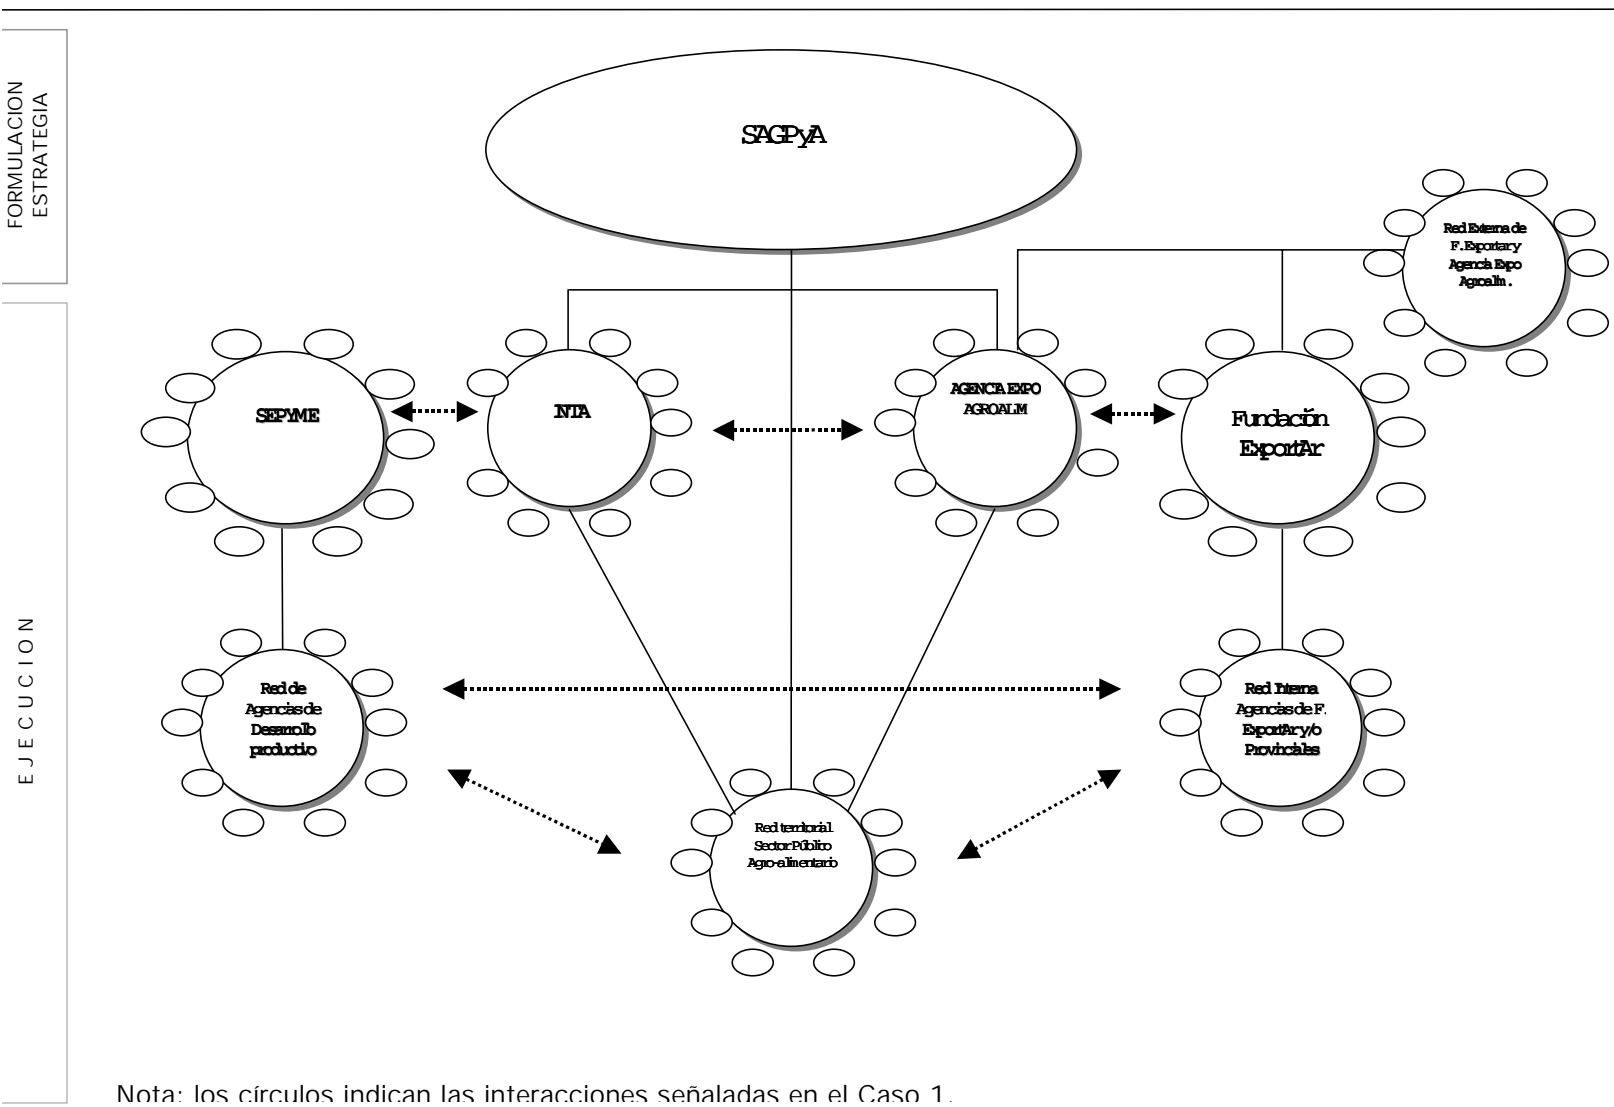 FORMULACION
ESTRATEGIA
SAGPyA
Red Externa de
F. Exportar y
Agencia Expo
Agroalim.
SEPYME
INTA
AGENCIA EXPO
AGROALIM
Fundación
ExportAr
EJECUCION
Red de
Agencias de
Desarrollo
productivo
Red Interna
Agencias de F.
ExportAr y/o
Provinciales
Red territorial
Sector Público
Agro-alimentario
Nota: los círculos indican las interacciones señaladas en el Caso 1.